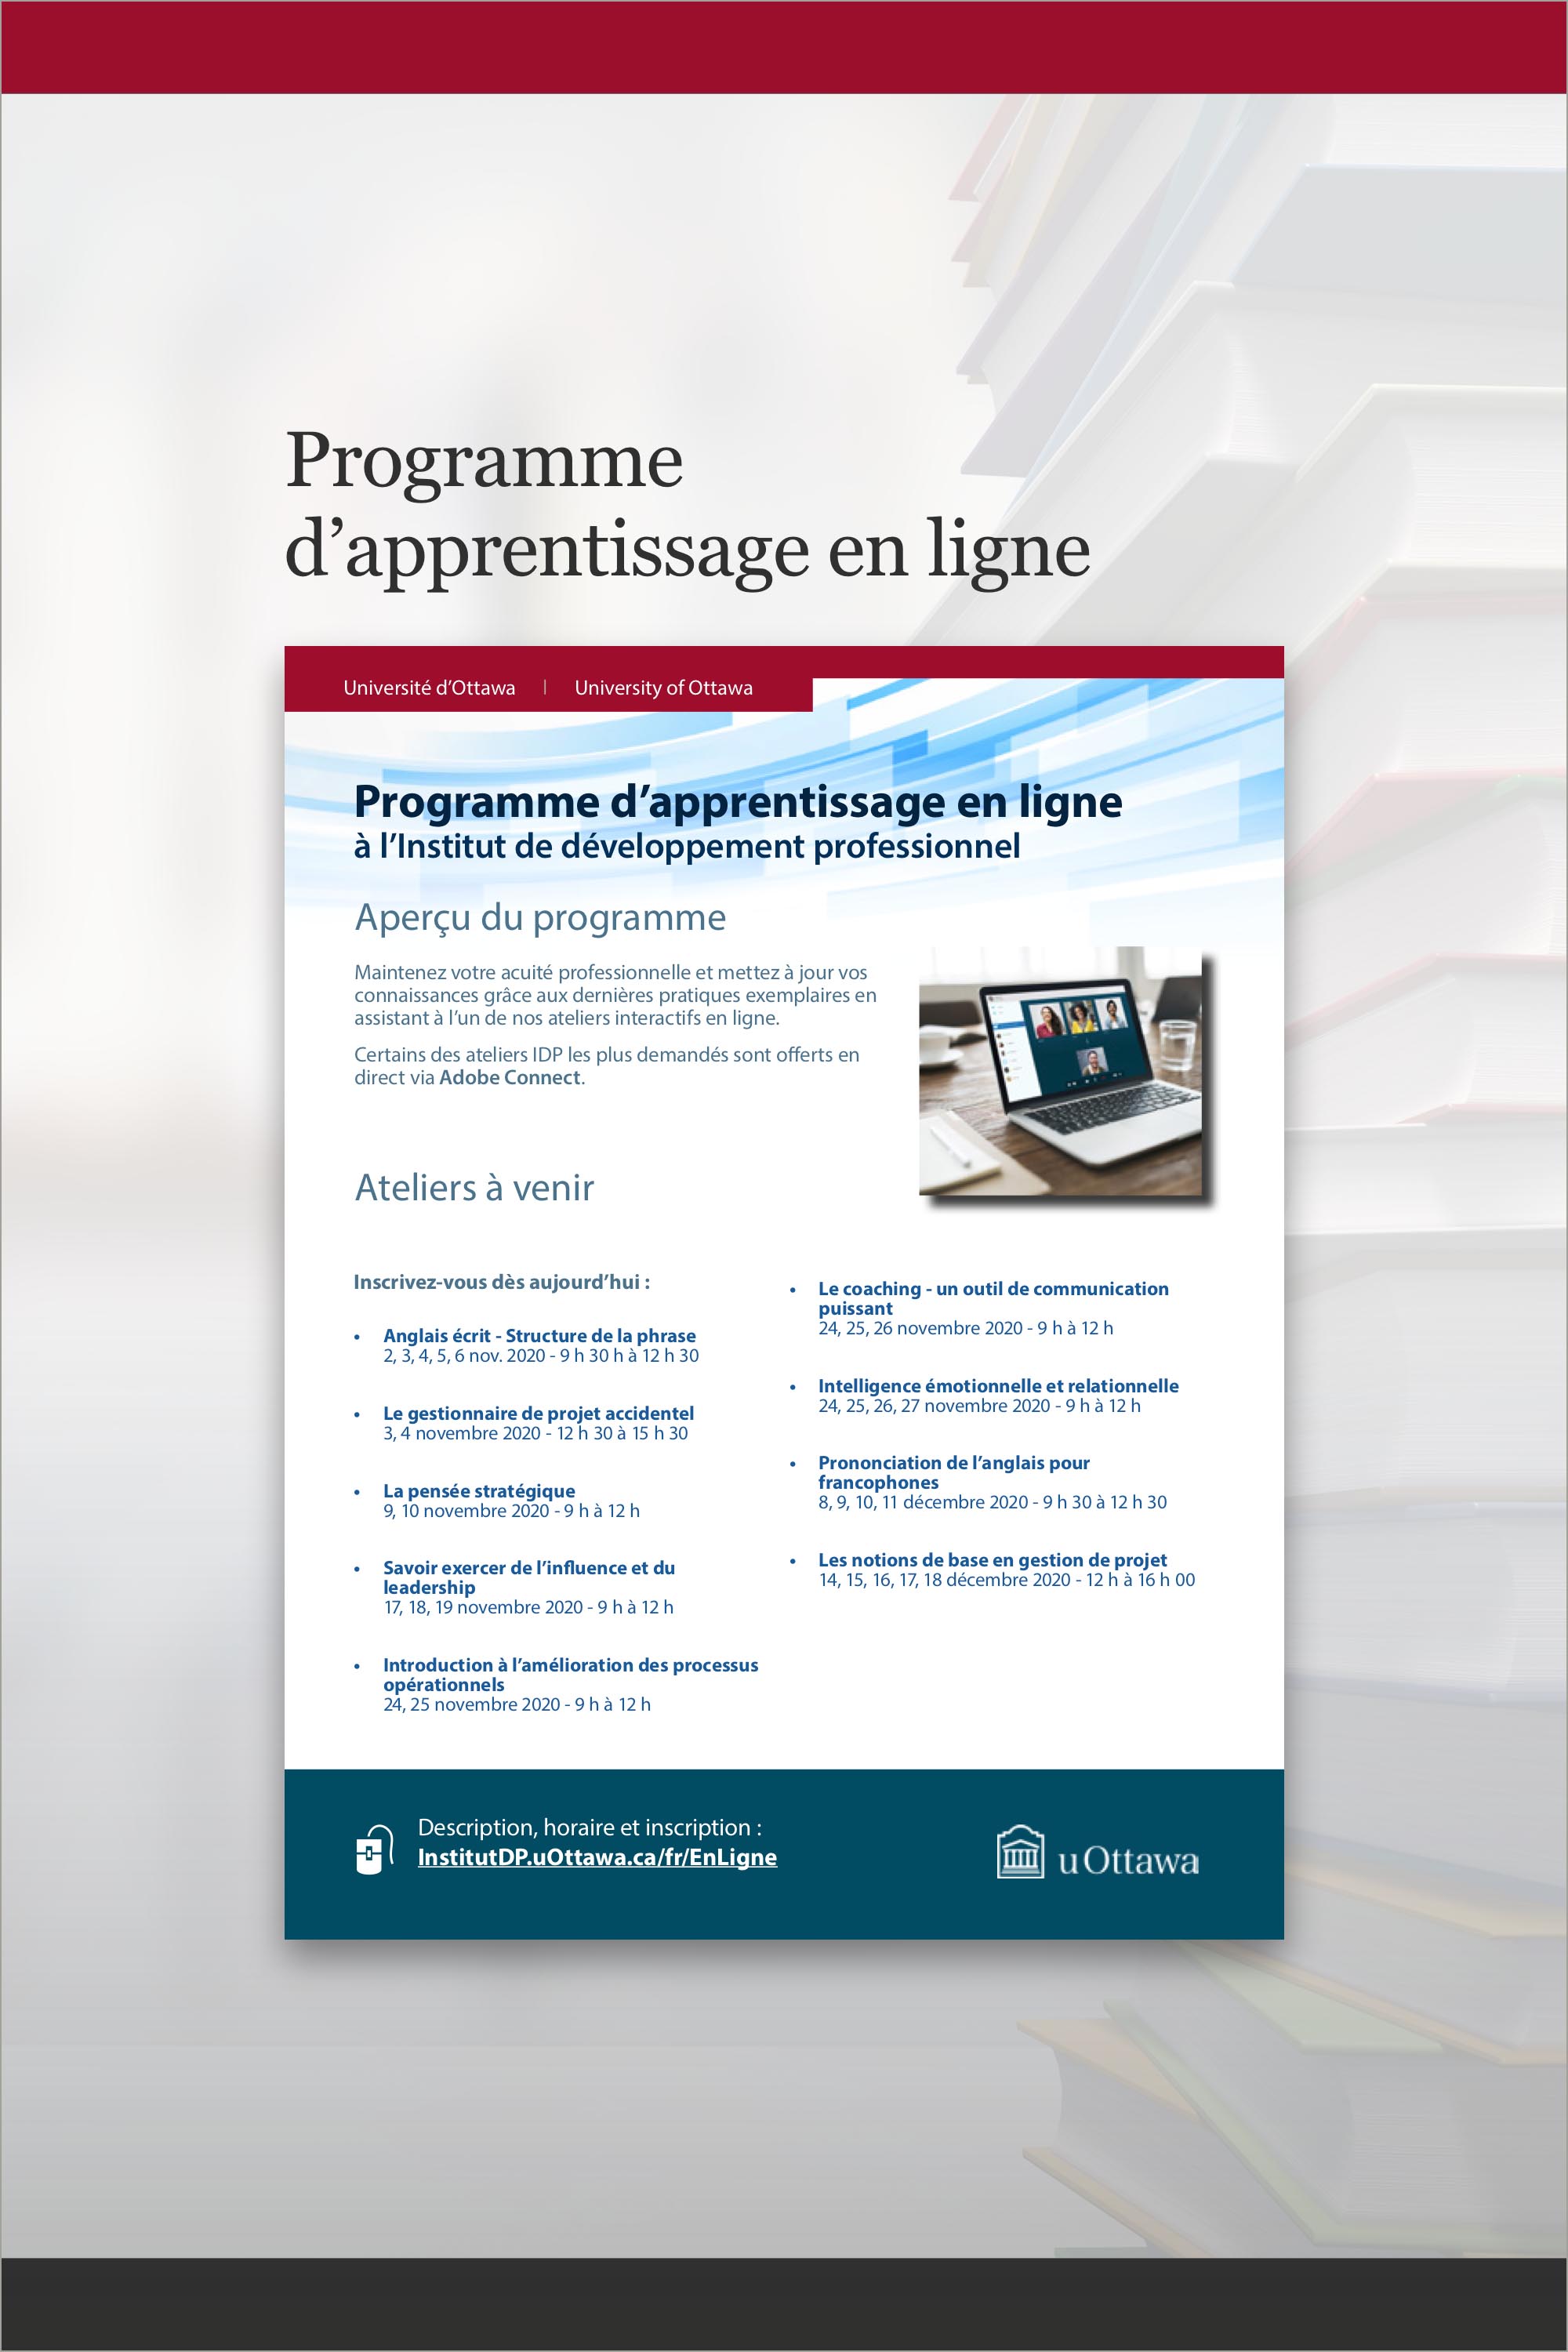 Programme
d’apprentissage en ligne
Université d’Ottawa | University of Ottawa
Programme d’apprentissage en ligne
à l’Institut de développement professionnel
Aperçu du programme
Maintenez votre acuité professionnelle et mettez à jour vos
connaissances grâce aux dernières pratiques exemplaires en
assistant à l’un de nos ateliers interactifs en ligne.
Certains des ateliers IDP les plus demandés sont offerts en
direct via Adobe Connect.
Ateliers à venir
Inscrivez-vous dès aujourd’hui :
• Anglais écrit - Structure de la phrase
2, 3, 4, 5, 6 nov. 2020 - 9 h 30 h à 12 h 30
• Le gestionnaire de projet accidentel
3, 4 novembre 2020 - 12 h 30 à 15 h 30
• La pensée stratégique
9, 10 novembre 2020 - 9 h à 12 h
• Savoir exercer de l’influence et du
leadership
17, 18, 19 novembre 2020 - 9 h à 12 h
• Introduction à l’amélioration des processus
opérationnels
24, 25 novembre 2020 - 9 h à 12 h
• Le coaching - un outil de communication
puissant
24, 25, 26 novembre 2020 - 9 h à 12 h
• Intelligence émotionnelle et relationnelle
24, 25, 26, 27 novembre 2020 - 9 h à 12 h
• Prononciation de l’anglais pour
francophones
8, 9, 10, 11 décembre 2020 - 9 h 30 à 12 h 30
• Les notions de base en gestion de projet
14, 15, 16, 17, 18 décembre 2020 - 12 h à 16 h 00
Description, horaire et inscription :
InstitutDP.uOttawa.ca/fr/EnLigne
uOttawa